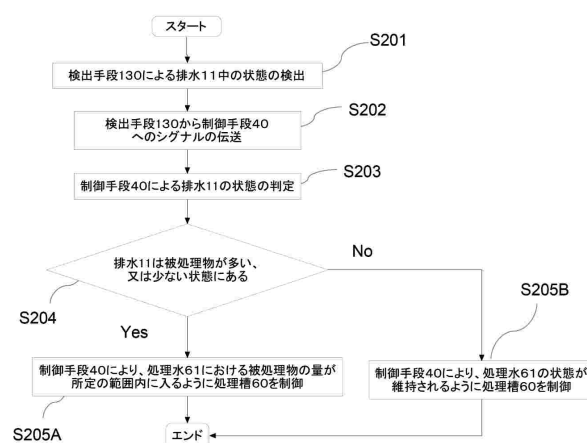 スタート
S201
検出手段130による排水11中の状態の検出
S202
検出手段130から制御手段40
へのシグナルの伝送
S203
制御手段40による排水11の状態の判定
排水11は被処理物が多い、
又は少ない状態にある
No
S204
Yes
S205B
制御手段40により、処理水61における被処理物の量が
所定の範囲内に入るように処理槽60を制御
制御手段40により、処理水61の状態が
維持されるように処理槽60を制御
S205A
エンド